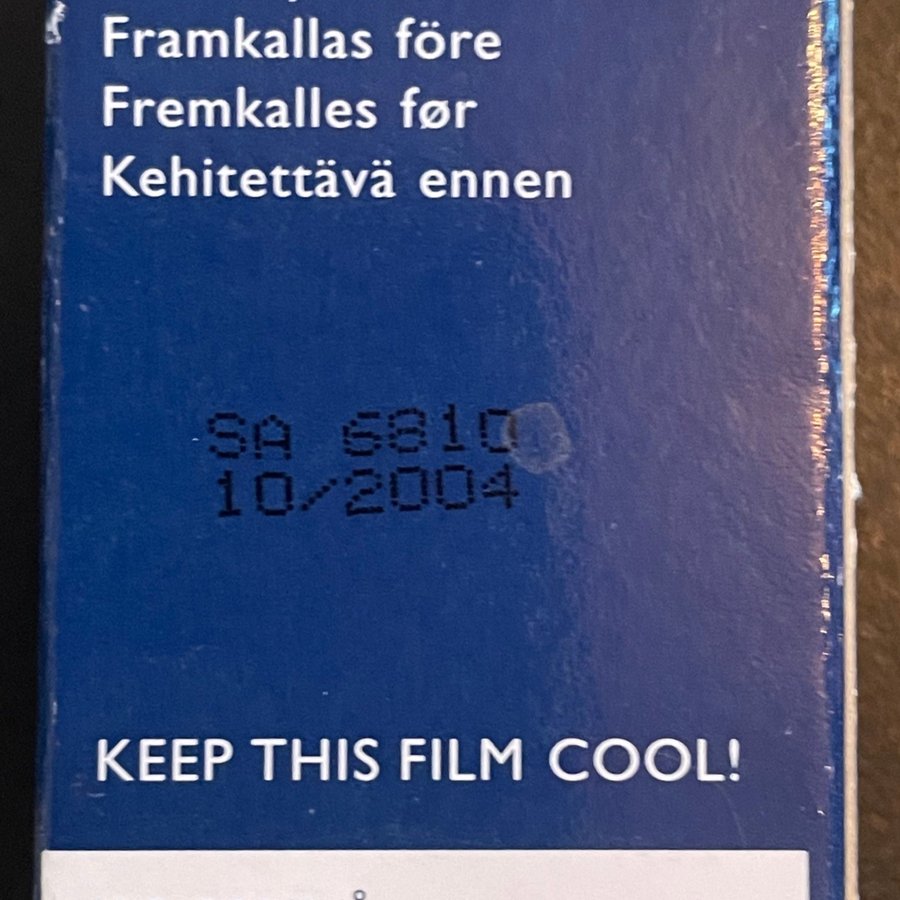 Framkallas före
Fremkalles før
Kehitettävä ennen
SA 6810
10/2004
KEEP THIS FILM COOL!